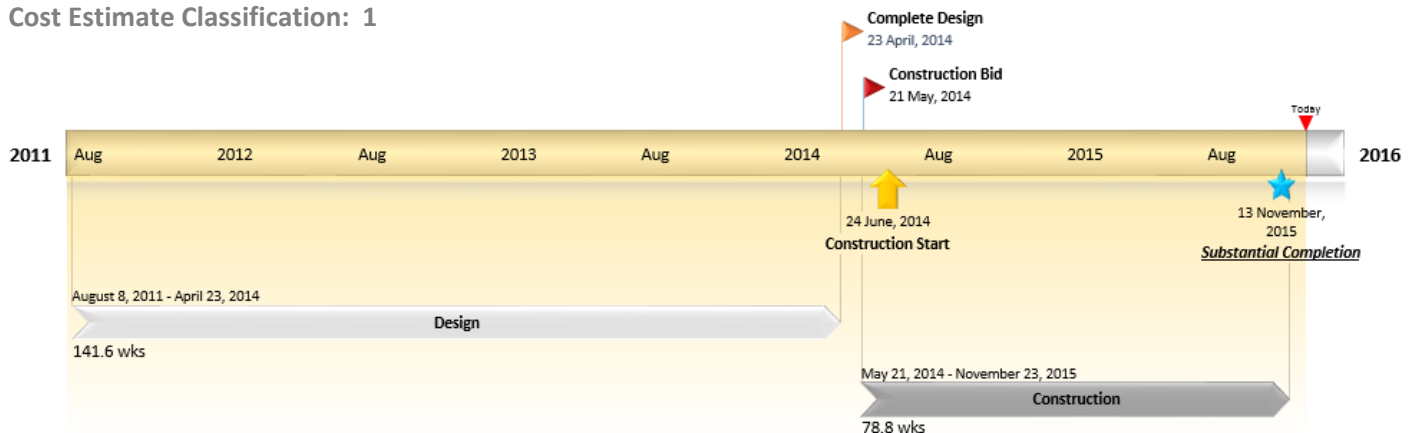 Cost Estimate Classification: 1
Complete Design
23 April, 2014
Construction Bid
21 May, 2014
Today
2011 Aug 2012 Aug 2013 Aug 2014 Aug 2015 Aug 2016
24 June, 2014
Construction Start
13 November,
2015
Substantial Completion
August 8, 2011 - April 23, 2014
Design
141.6 wks
May 21, 2014 - November 23, 2015
Construction
78.8 wks